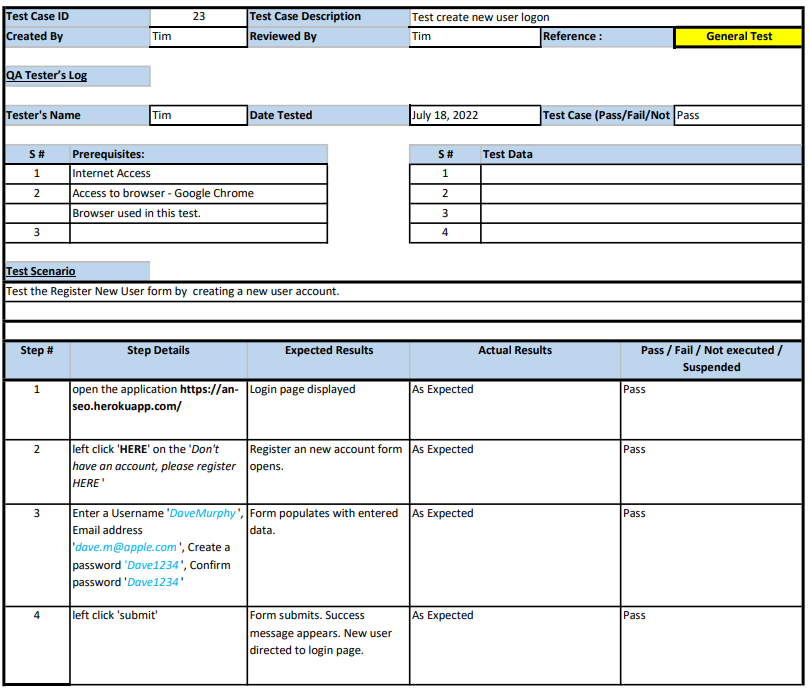 Test Case ID 23 Test Case Description Test create new user logon
Created By Tim Reviewed By Tim Reference : General Test
QA Tester's Log
Tester's Name Tim Date Tested July 18, 2022 Test Case (Pass/Fail/Not Pass
S # Prerequisites: S # Test Data
1 Internet Access 1
2 Access to browser - Google Chrome 2
Browser used in this test. 3
3 4
Test Scenario
Test the Register New User form by creating a new user account.
Step # Step Details Expected Results Actual Results Pass / Fail / Not executed /
Suspended
1 open the application https://an- Login page displayed As Expected Pass
seo.herokuapp.com/
2 left click 'HERE' on the 'Don't Register an new account form As Expected Pass
have an account, please register opens.
HERE '
3 Enter a Username 'DaveMurphy ', Form populates with entered As Expected Pass
Email address data.
'dave.m@apple.com ', Create a
password 'Dave1234 ', Confirm
password 'Dave1234 '
4 left click 'submit' Form submits. Success As Expected Pass
message appears. New user
directed to login page.